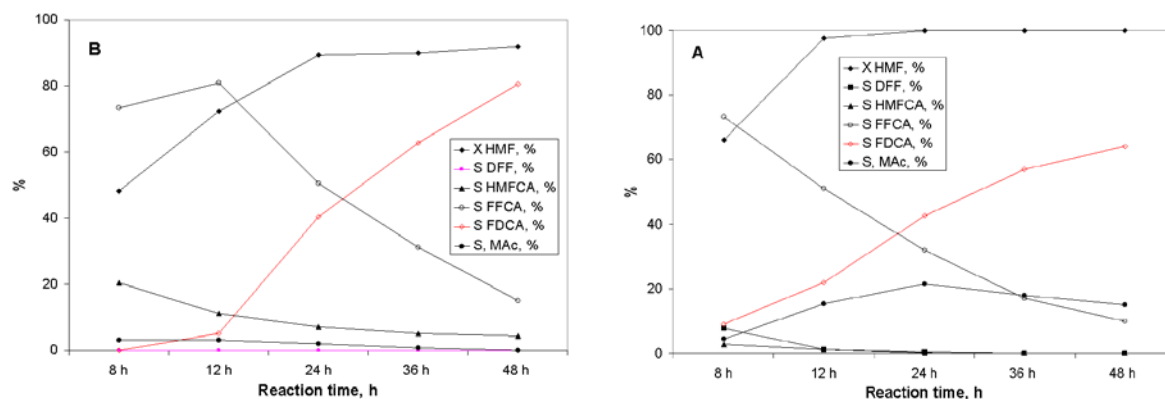 B
100
80
60
40
20
0
%
X HMF, %
S DFF, %
S HMFCA, %
S FFCA, %
S FDCA, %
S, MAc, %
8 h 12 h 24 h 36 h 48 h
Reaction time, h
A
100
80
60
40
20
0
%
X HMF, %
S DFF, %
S HMFCA, %
S FFCA, %
S FDCA, %
S, MAc, %
8 h 12 h 24 h 36 h 48 h
Reaction time, h